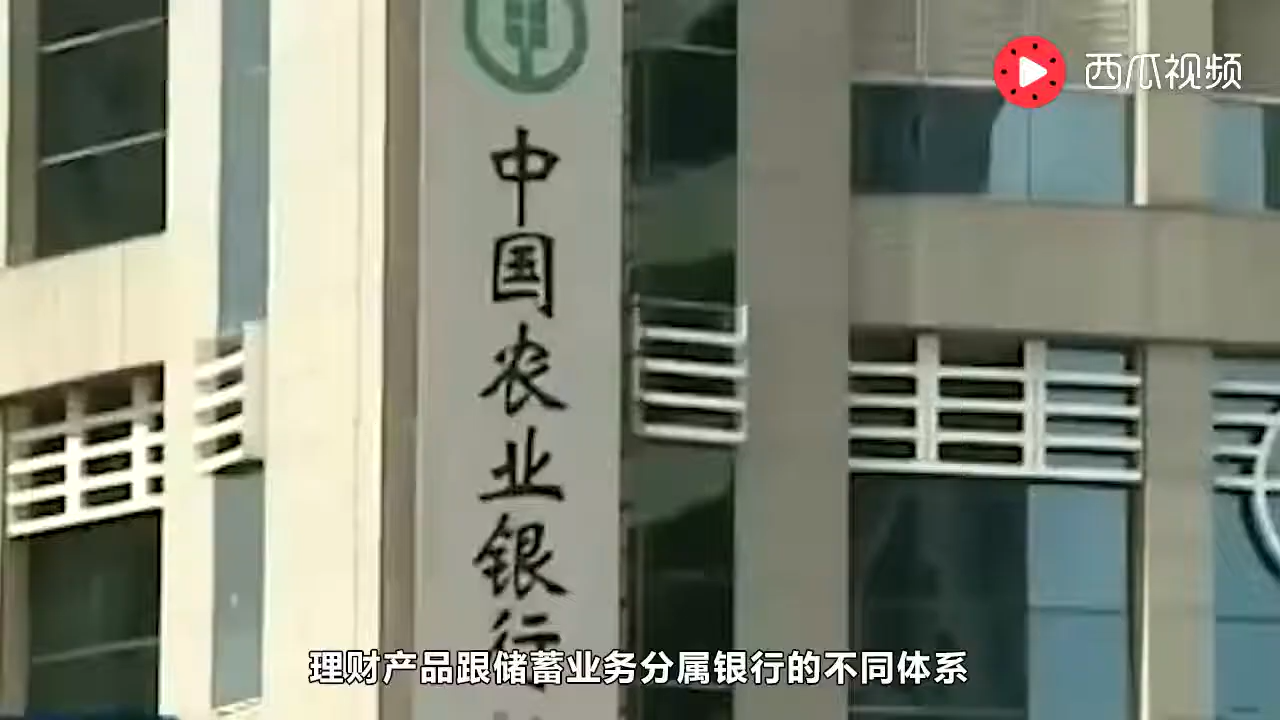 西瓜视频
中国农业银行
理财产品跟储蓄业务分属银行的不同体系